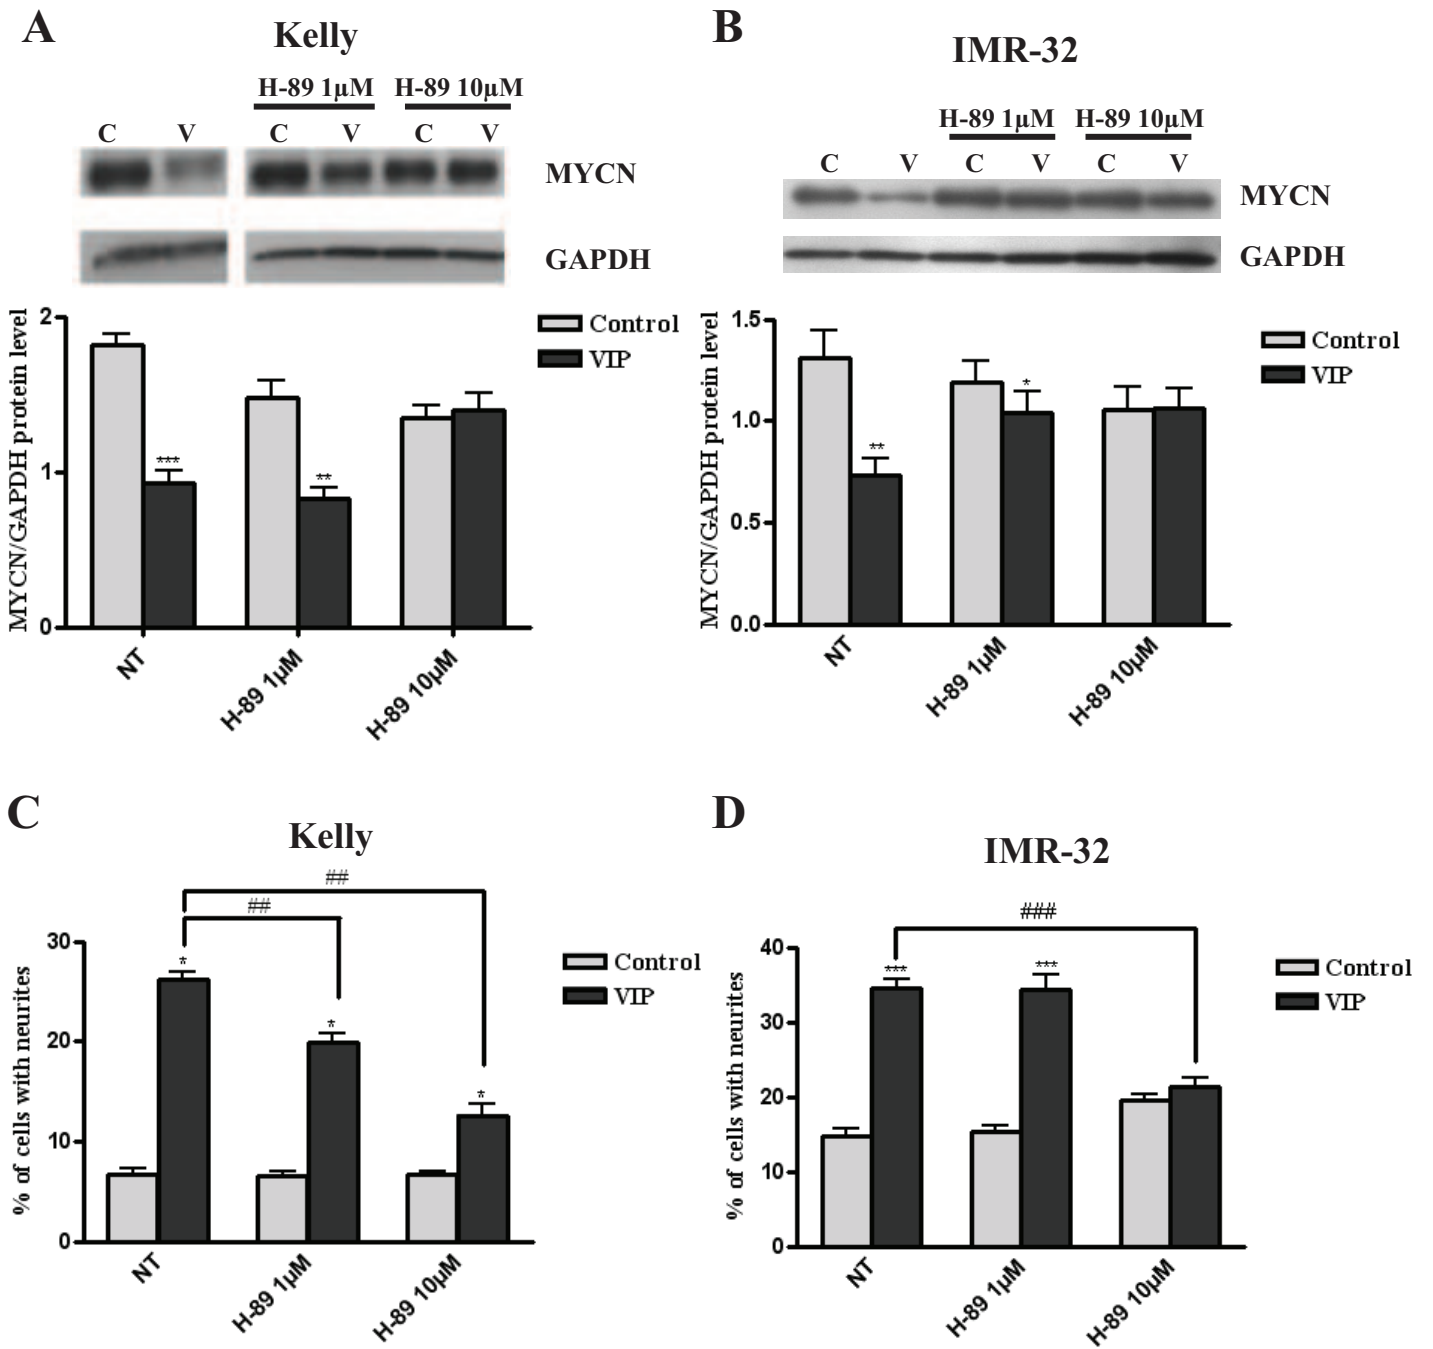 A
Kelly
H-89 1µM H-89 10µM
C V C V C V
MYCN
GAPDH
MYCN/GAPDH protein level
2
1
0
Control
VIP
***
**
NT
H-89 1µM
H-89 10µM
B
IMR-32
H-89 1µM H-89 10µM
C V C V C V
MYCN
GAPDH
MYCN/GAPDH protein level
1.5
1.0
0.5
0.0
Control
VIP
**
*
NT
H-89 1µM
H-89 10µM
C
Kelly
##
##
% of cells with neurites
30
20
10
0
Control
VIP
*
*
*
NT
H-89 1µM
H-89 10µM
D
IMR-32
###
% of cells with neurites
40
30
20
10
0
Control
VIP
***
***
NT
H-89 1µM
H-89 10µM